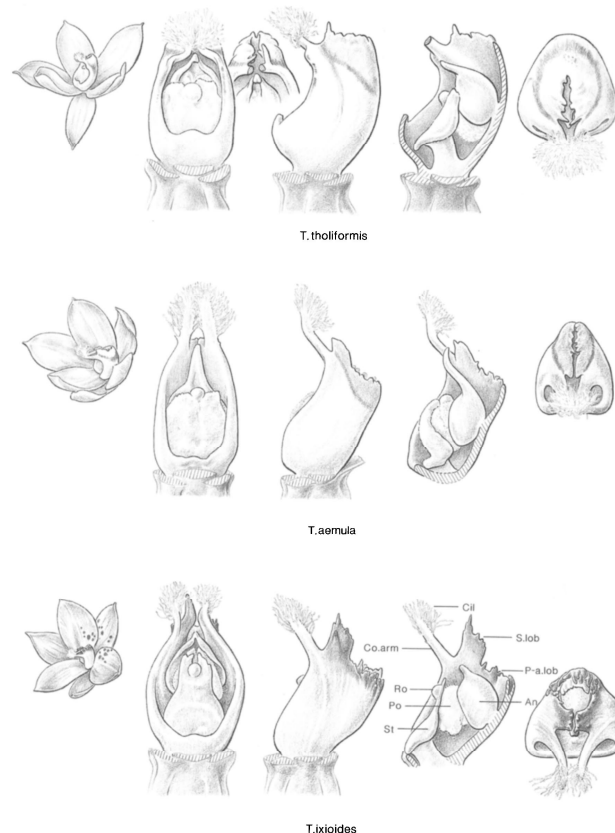 T. tholiformis
T. aemula
Cil
S.lob
Co.arm
P-a.lob
Ro
An
Po
St
T. ixioides